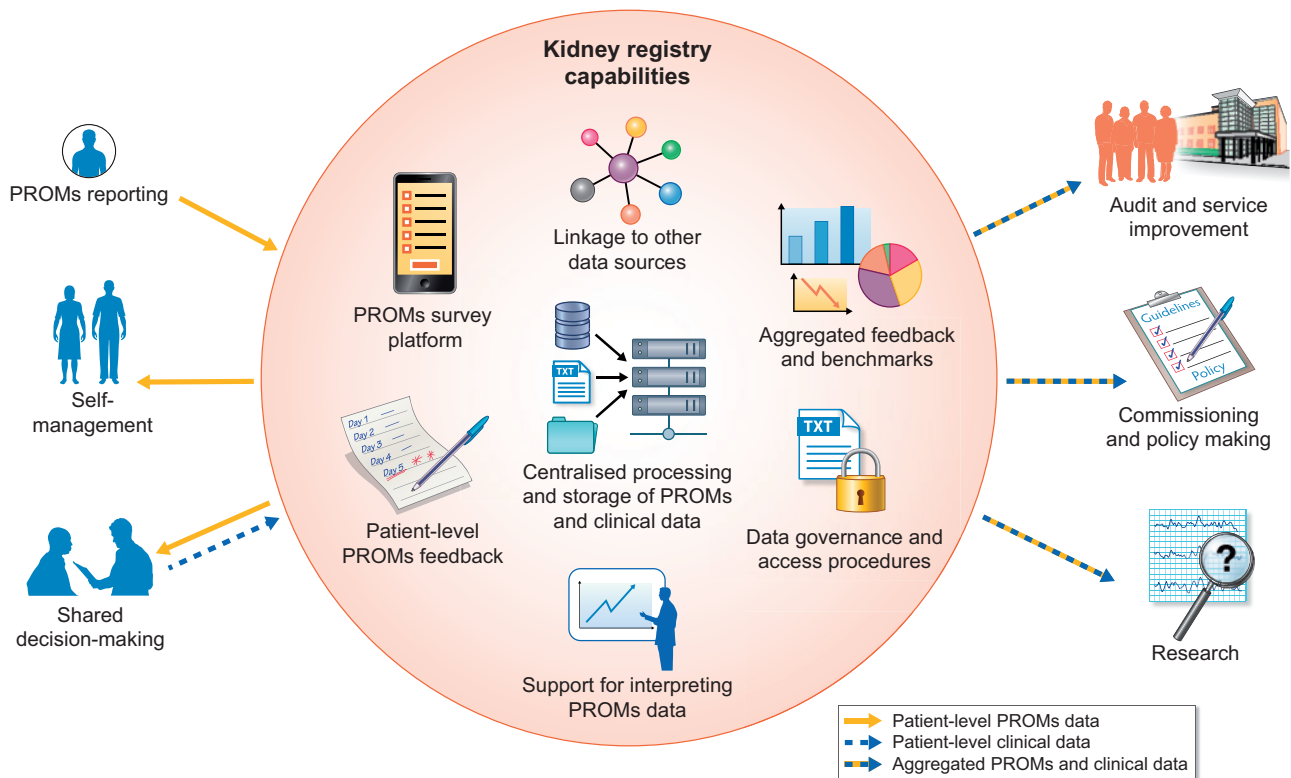 Kidney registry
capabilities
PROMs reporting
Self-
management
Shared
decision-making
PROMs survey
platform
Linkage to other
data sources
Aggregated feedback
and benchmarks
TXT
Centralised processing
and storage of PROMs
and clinical data
Day 1
Day 2
Day 3
Day 4
Day 5
Patient-level
PROMs feedback
TXT
Data governance and
access procedures
Support for interpreting
PROMs data
Audit and service
improvement
Guidelines
Policy
Commissioning
and policy making
?
Research
Patient-level PROMs data
Patient-level clinical data
Aggregated PROMs and clinical data